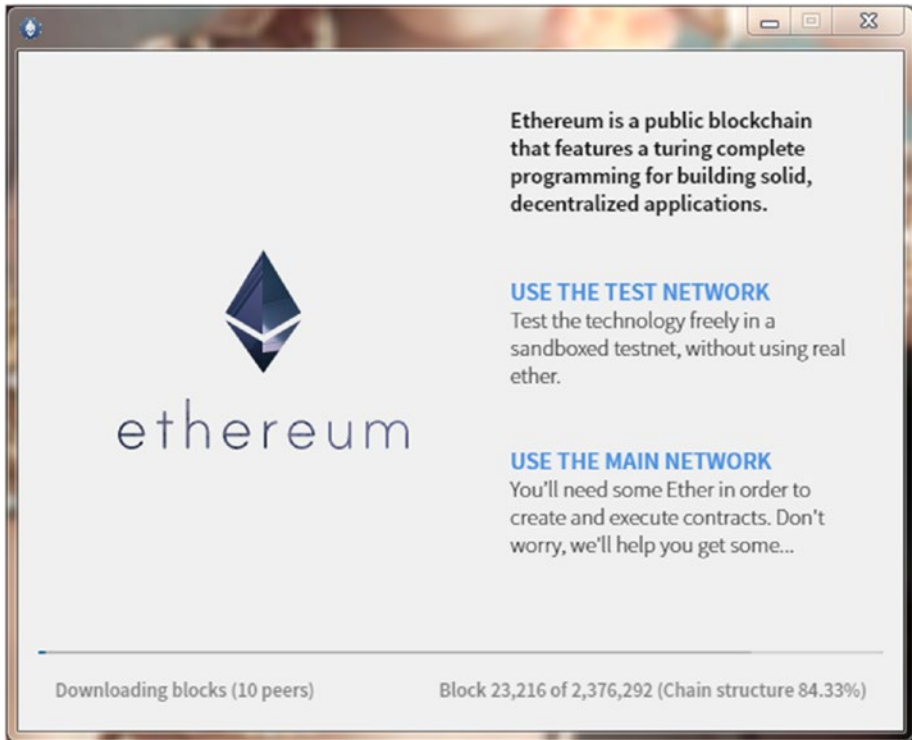 ethereum
Ethereum is a public blockchain
that features a turing complete
programming for building solid,
decentralized applications.
USE THE TEST NETWORK
Test the technology freely in a
sandboxed testnet, without using real
ether.
USE THE MAIN NETWORK
You'll need some Ether in order to
create and execute contracts. Don't
worry, we'll help you get some...
Downloading blocks (10 peers)
Block 23,216 of 2,376,292 (Chain structure 84.33%)